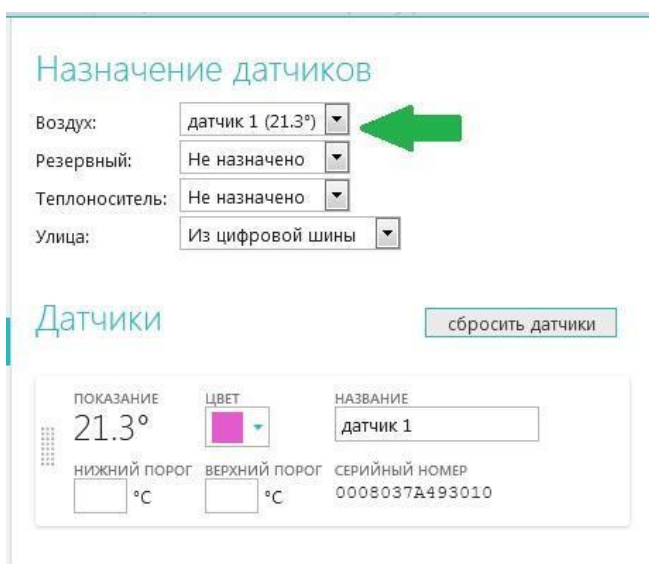 Назначение датчиков
Воздух: датчик 1 (21.3°)
Резервный: Не назначено
Теплоноситель: Не назначено
Улица: Из цифровой шины
Датчики сбросить датчики
ПОКАЗАНИЕ ЦВЕТ НАЗВАНИЕ
21.3° датчик 1
НИЖНИЙ ПОРОГ ВЕРХНИЙ ПОРОГ СЕРИЙНЫЙ НОМЕР
°C °C 0008037A493010